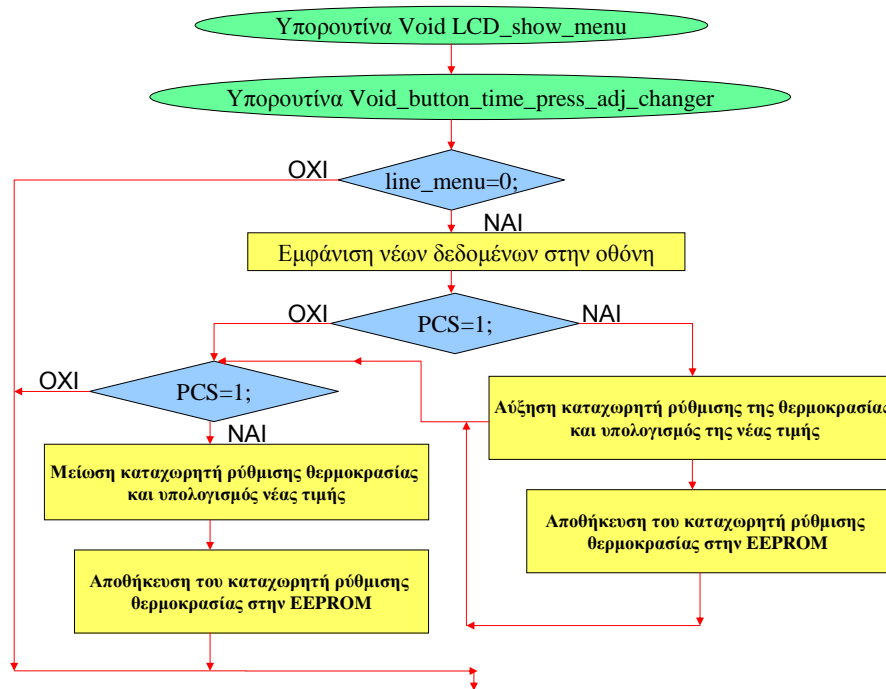 Υπορουτίνα Void LCD_show_menu
Υπορουτίνα Void_button_time_press_adj_changer
ΟΧΙ
line_menu=0;
ΝΑΙ
Εμφάνιση νέων δεδομένων στην οθόνη
ΟΧΙ
PCS=1;
ΝΑΙ
ΟΧΙ
PCS=1;
ΝΑΙ
Αύξηση καταχωρητή ρύθμισης της θερμοκρασίας
και υπολογισμός της νέας τιμής
Μείωση καταχωρητή ρύθμισης θερμοκρασίας
και υπολογισμός νέας τιμής
Αποθήκευση του καταχωρητή ρύθμισης
θερμοκρασίας στην EEPROM
Αποθήκευση του καταχωρητή ρύθμισης
θερμοκρασίας στην EEPROM